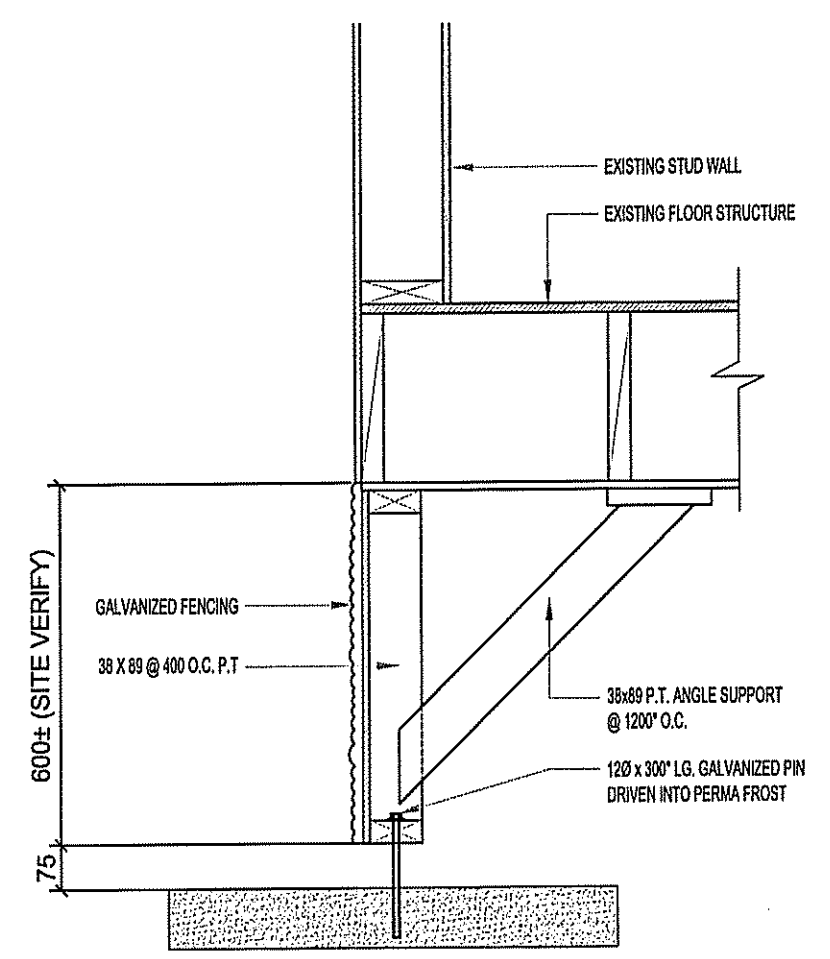 EXISTING STUD WALL
EXISTING FLOOR STRUCTURE
600± (SITE VERIFY)
GALVANIZED FENCING
38 X 89 @ 400 O.C. P.T
38x89 P.T. ANGLE SUPPORT
@ 1200" O.C.
12Ø x 300" LG. GALVANIZED PIN
DRIVEN INTO PERMA FROST
75